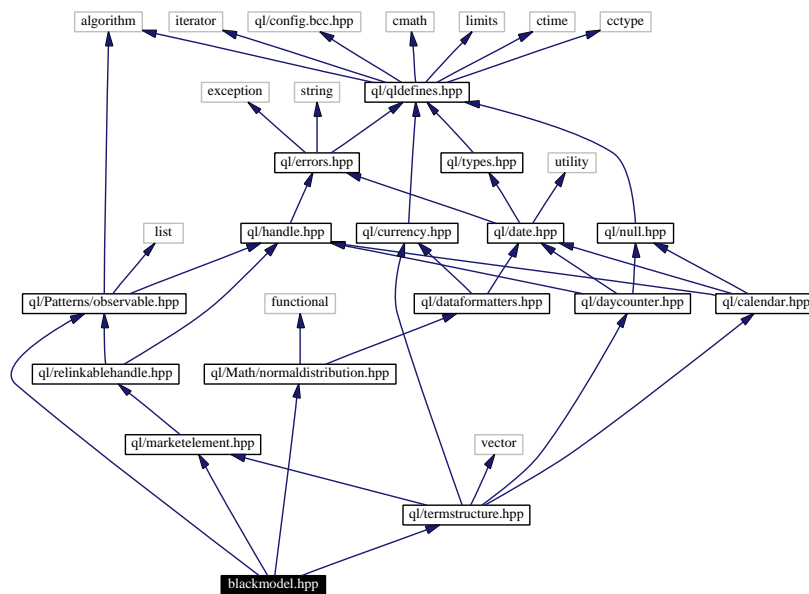 algorithm iterator ql/config.bcc.hpp cmath limits ctime cctype
exception string ql/qldefines.hpp
ql/errors.hpp ql/types.hpp utility
list ql/handle.hpp ql/currency.hpp ql/date.hpp ql/null.hpp
ql/Patterns/observable.hpp functional ql/dataformatters.hpp ql/daycounter.hpp ql/calendar.hpp
ql/relinkablehandle.hpp ql/Math/normaldistribution.hpp
ql/marketelement.hpp vector
ql/termstructure.hpp
blackmodel.hpp